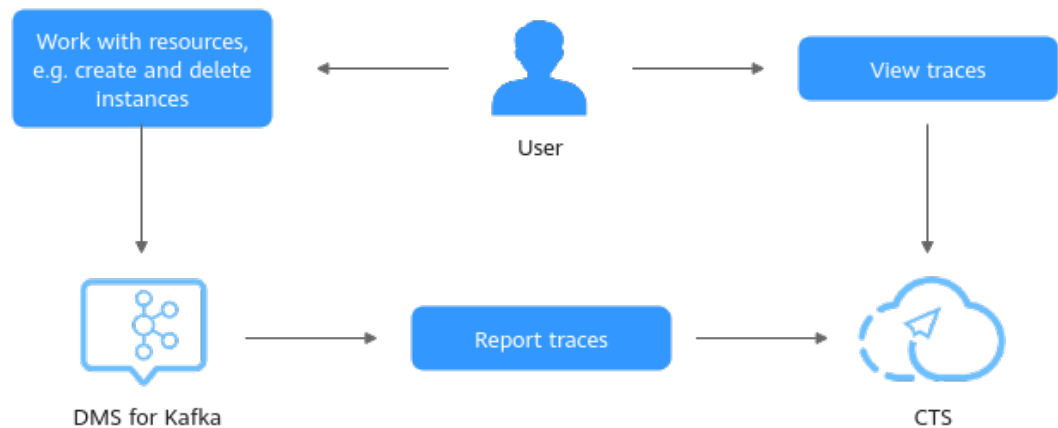 Work with resources,
e.g. create and delete
instances
View traces
User
Report traces
DMS for Kafka
CTS